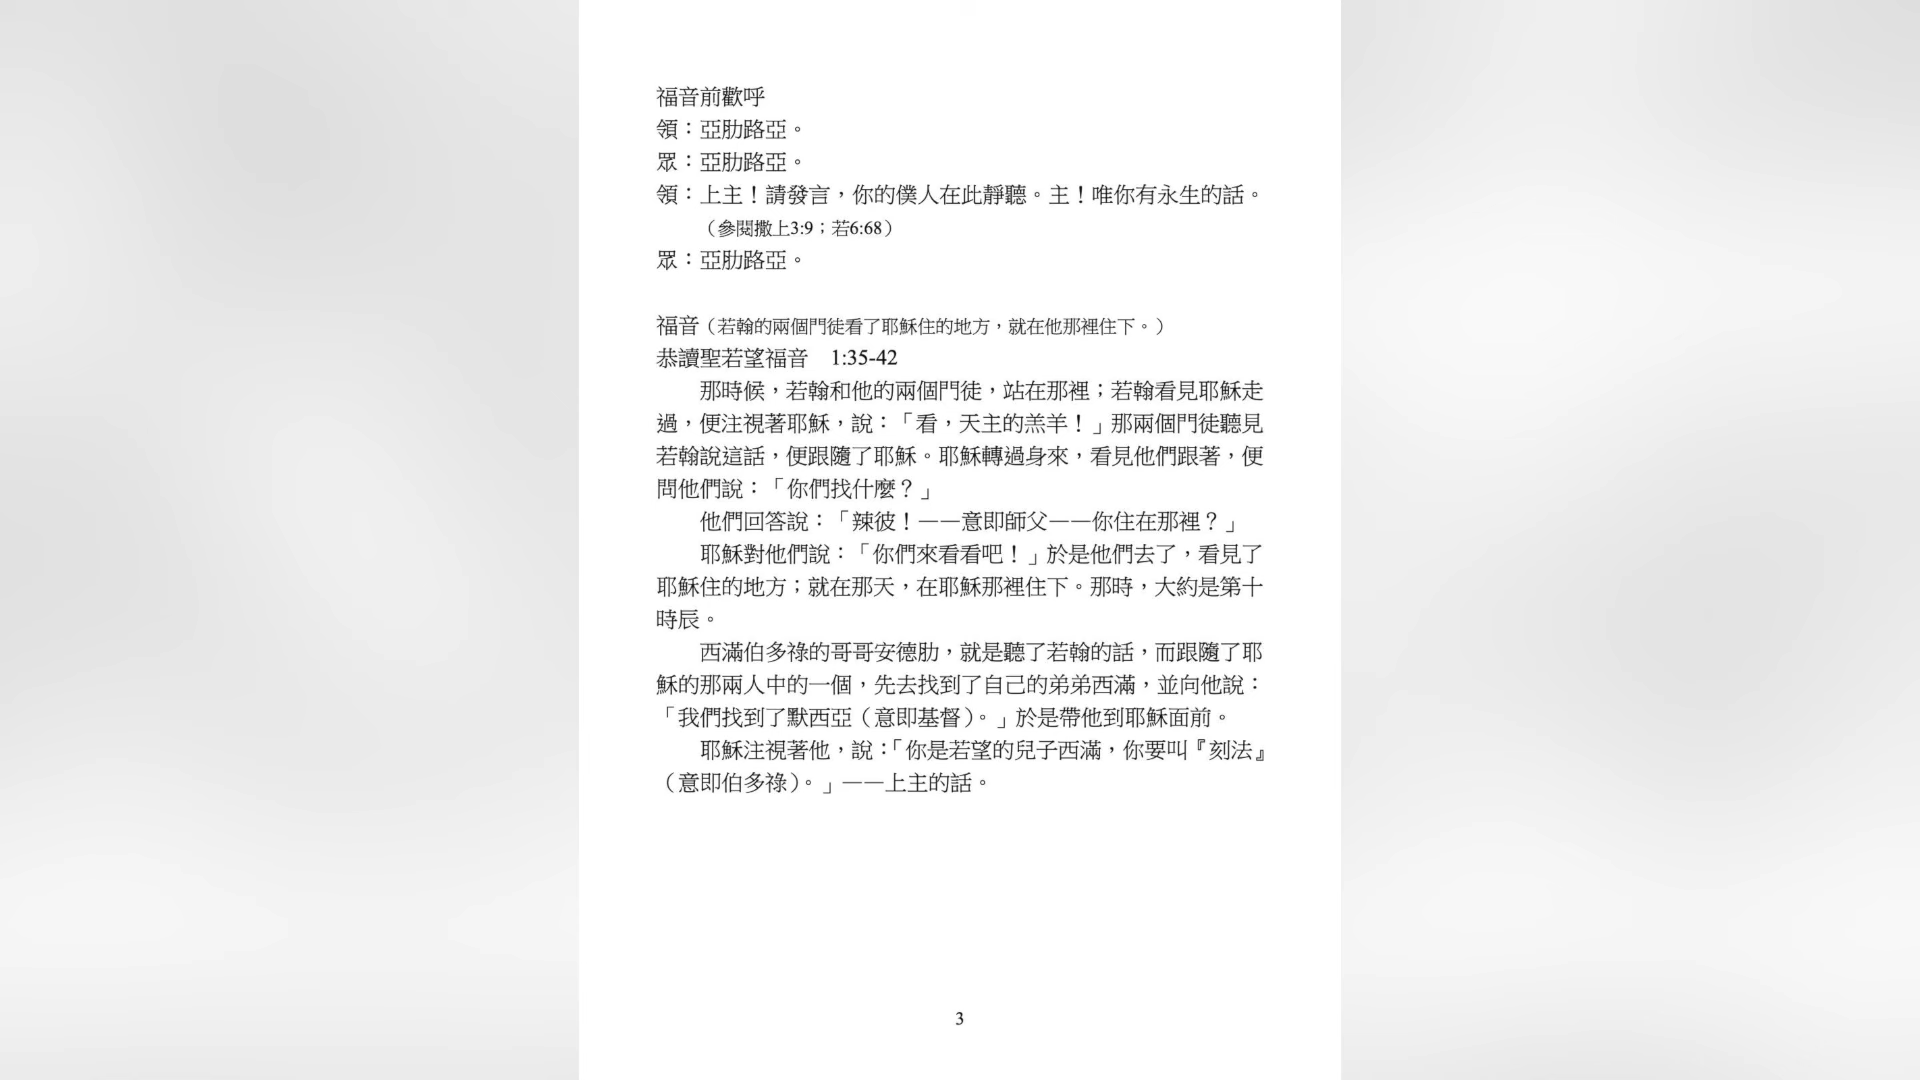 福音前歡呼
領：亞肋路亞。
眾：亞肋路亞。
領：上主！請發言，你的僕人在此靜聽。主！唯你有永生的話。
（參閱撒上3:9；若6:68）
眾：亞肋路亞。
福音（若翰的兩個門徒看了耶穌住的地方，就在他那裡住下。）
恭讀聖若望福音　1:35-42
那時候，若翰和他的兩個門徒，站在那裡；若翰看見耶穌走
過，便注視著耶穌，說：「看，天主的羔羊！」那兩個門徒聽見
若翰說這話，便跟隨了耶穌。耶穌轉過身來，看見他們跟著，便
問他們說：「你們找什麼？」
他們回答說：「辣彼！——意即師父——你住在那裡？」
耶穌對他們說：「你們來看看吧！」於是他們去了，看見了
耶穌住的地方；就在那天，在耶穌那裡住下。那時，大約是第十
時辰。
西滿伯多祿的哥哥安德肋，就是聽了若翰的話，而跟隨了耶
穌的那兩人中的一個，先去找到了自己的弟弟西滿，並向他說：
「我們找到了默西亞（意即基督）。」於是帶他到耶穌面前。
耶穌注視著他，說：「你是若望的兒子西滿，你要叫『刻法』
（意即伯多祿）。」——上主的話。
3